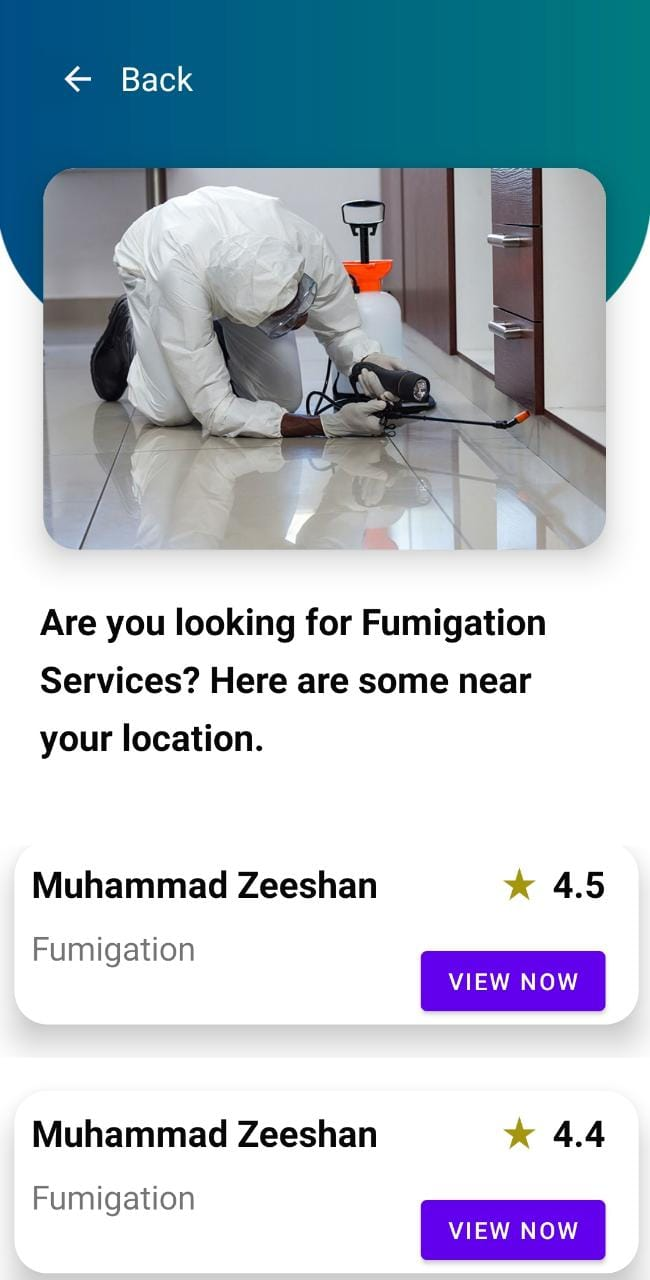 Back
Are you looking for Fumigation
Services? Here are some near
your location.
Muhammad Zeeshan ★ 4.5
Fumigation
VIEW NOW
Muhammad Zeeshan ★ 4.4
Fumigation
VIEW NOW